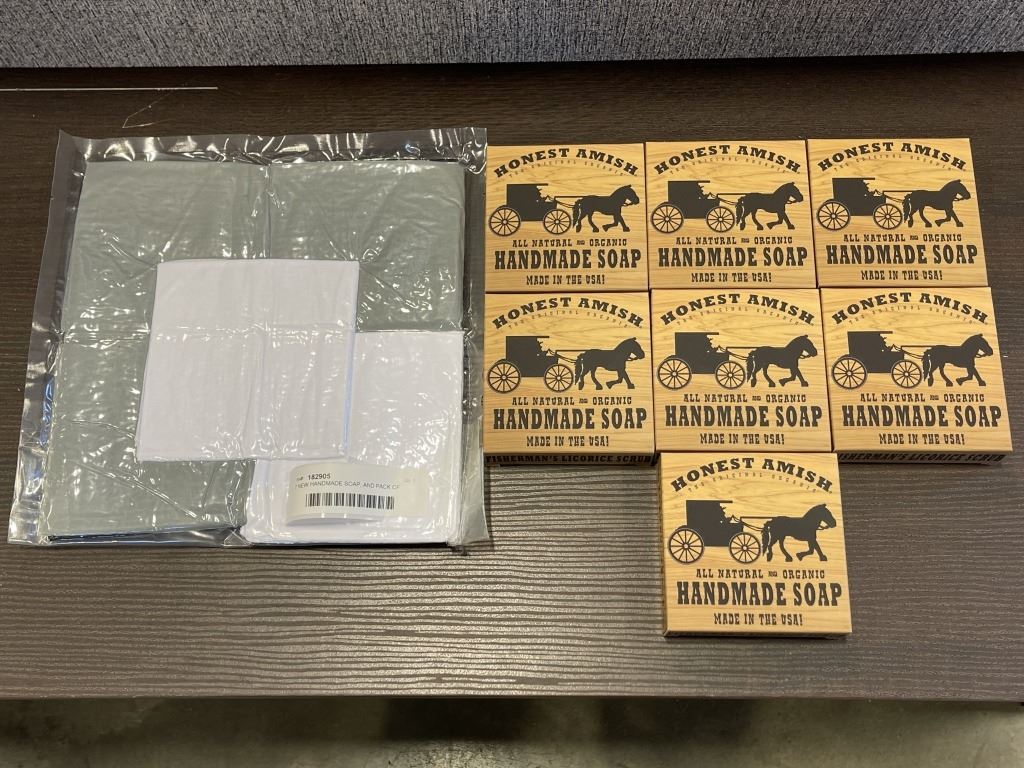 HONEST AMISH
THE ORIGINAL ORGANIC
ALL NATURAL AND ORGANIC
HANDMADE SOAP
MADE IN THE USA!
HONEST AMISH
THE ORIGINAL ORGANIC
ALL NATURAL AND ORGANIC
HANDMADE SOAP
MADE IN THE USA!
HONEST AMISH
THE ORIGINAL ORGANIC
ALL NATURAL AND ORGANIC
HANDMADE SOAP
MADE IN THE USA!
HONEST AMISH
THE ORIGINAL ORGANIC
ALL NATURAL AND ORGANIC
HANDMADE SOAP
MADE IN THE USA!
FISHERMAN'S LICORICE SCRUB
HONEST AMISH
THE ORIGINAL ORGANIC
ALL NATURAL AND ORGANIC
HANDMADE SOAP
MADE IN THE USA!
HONEST AMISH
THE ORIGINAL ORGANIC
ALL NATURAL AND ORGANIC
HANDMADE SOAP
MADE IN THE USA!
FISHERMAN'S LICORICE SCRUB
182905
NEW HANDMADE SOAP, AND PACK OF
HONEST AMISH
THE ORIGINAL ORGANIC
ALL NATURAL AND ORGANIC
HANDMADE SOAP
MADE IN THE USA!